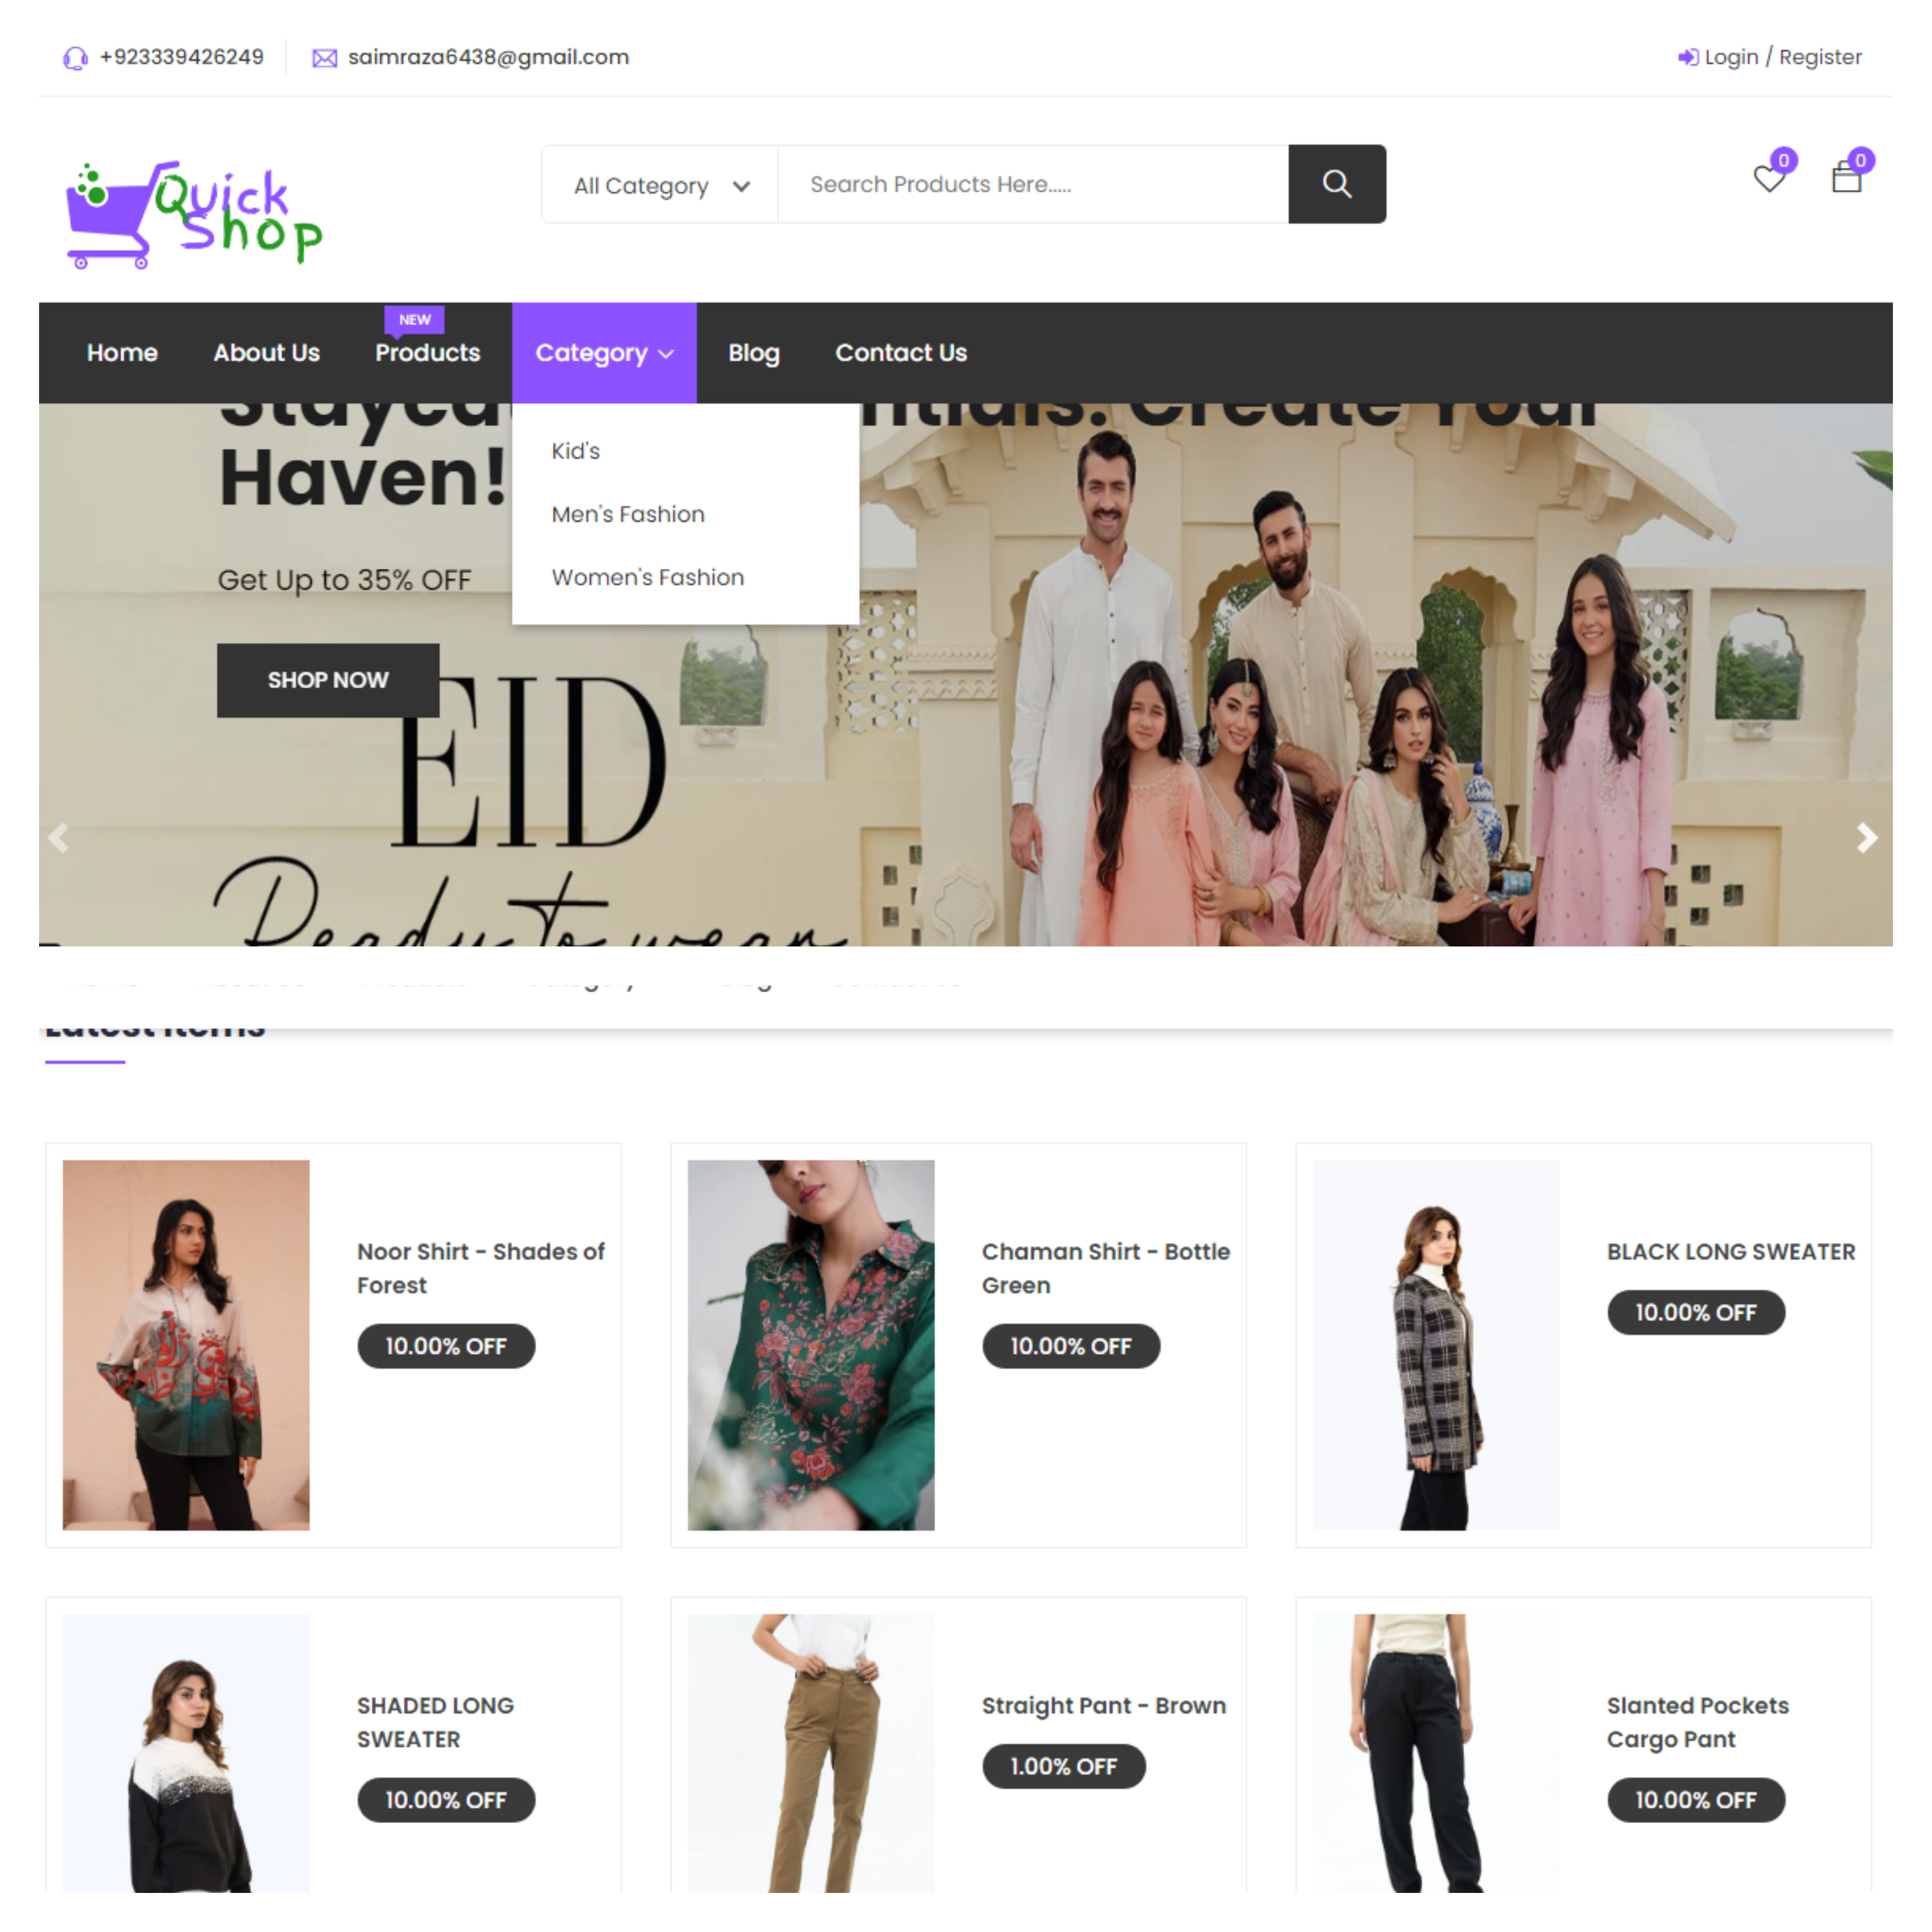 +923339426249
saimraza6438@gmail.com
Login / Register
Quick
Shop
All Category
Search Products Here.....
0
0
NEW
Home
About Us
Products
Category
Blog
Contact Us
Create Your
Haven!
Kid's
Men's Fashion
Women's Fashion
Get Up to 35% OFF
SHOP NOW
EID
Ready to wear
Latest Items
Noor Shirt - Shades of
Forest
10.00% OFF
Chaman Shirt - Bottle
Green
10.00% OFF
BLACK LONG SWEATER
10.00% OFF
SHADED LONG
SWEATER
10.00% OFF
Straight Pant - Brown
1.00% OFF
Slanted Pockets
Cargo Pant
10.00% OFF